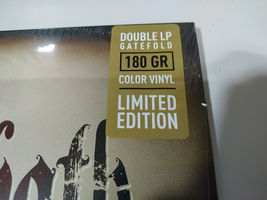 DOUBLE LP
GATEFOLD
180 GR
COLOR VINYL
LIMITED
EDITION